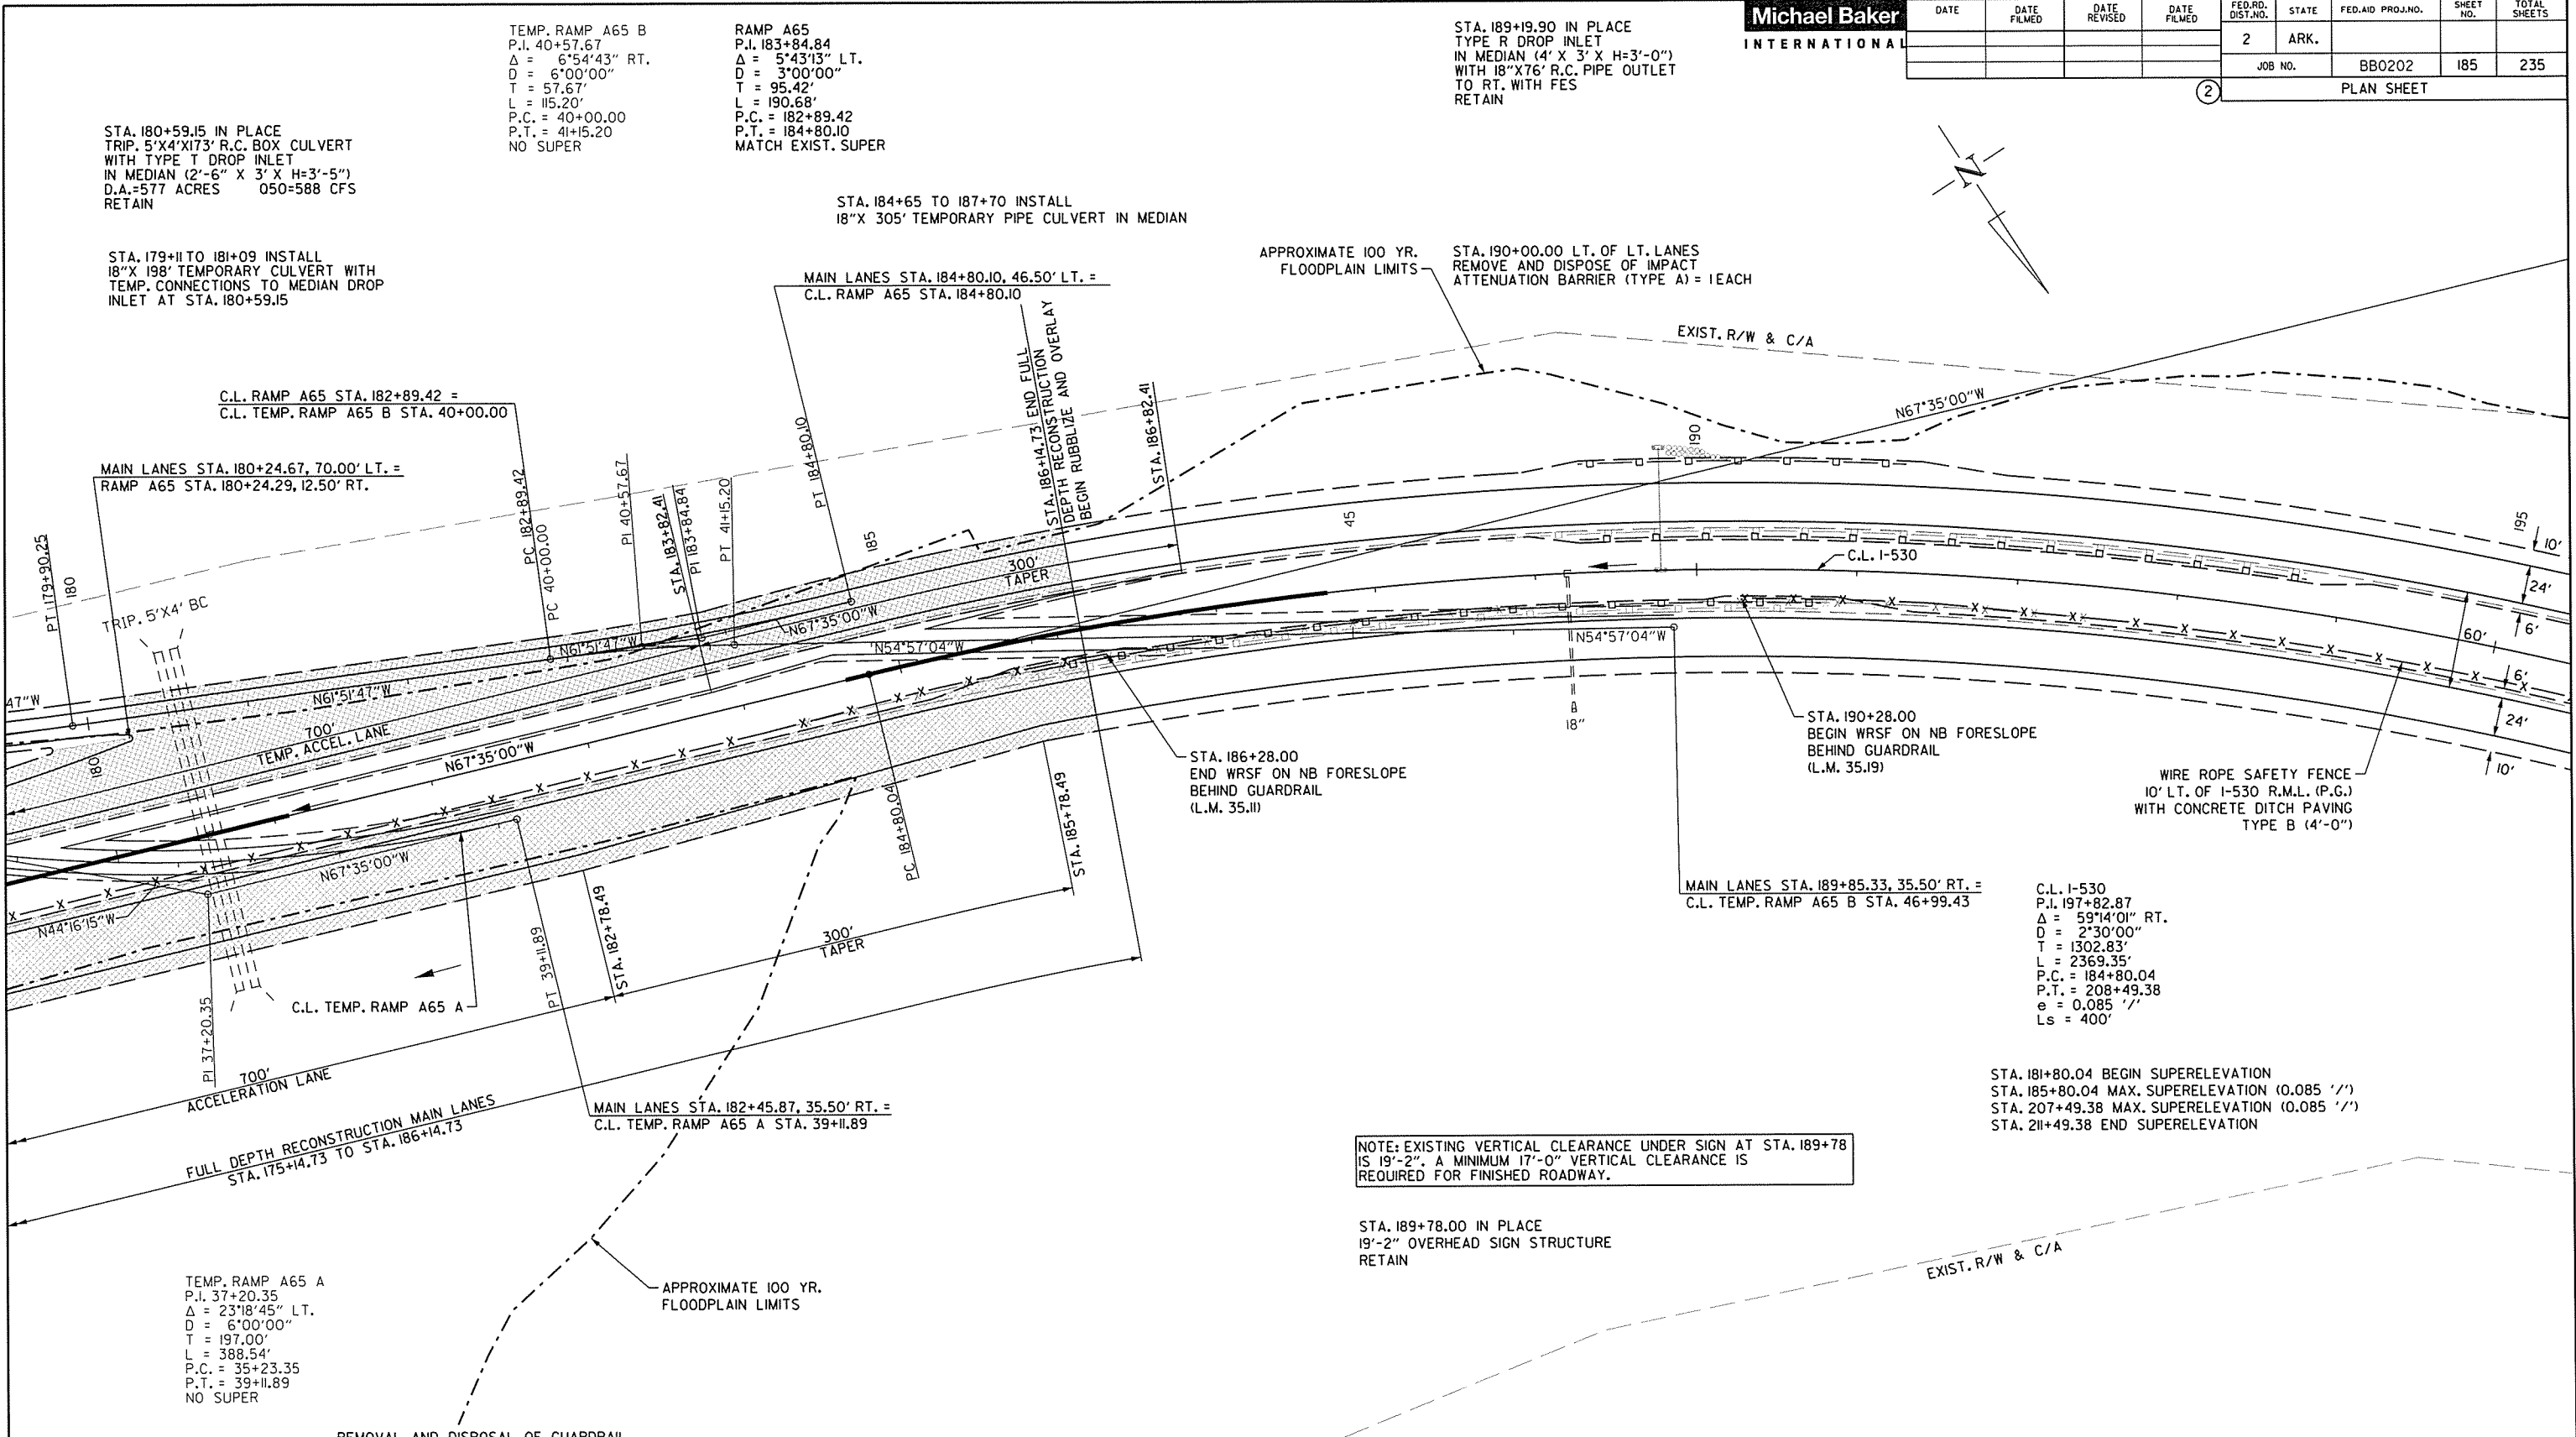 Michael Baker
INTERNATIONAL
DATE
DATE FILMED
DATE REVISED
DATE FILMED
FED.RD. DIST.NO.
STATE
FED.AID PROJ.NO.
SHEET NO.
TOTAL SHEETS
2
ARK.
JOB NO.
BB0202
185
235
2
PLAN SHEET
TEMP. RAMP A65 B
P.I. 40+57.67
Δ = 6°54'43" RT.
D = 6°00'00"
T = 57.67'
L = 115.20'
P.C. = 40+00.00
P.T. = 41+15.20
NO SUPER
RAMP A65
P.I. 183+84.84
Δ = 5°43'13" LT.
D = 3°00'00"
T = 95.42'
L = 190.68'
P.C. = 182+89.42
P.T. = 184+80.10
MATCH EXIST. SUPER
STA. 189+19.90 IN PLACE
TYPE R DROP INLET
IN MEDIAN (4' X 3' X H=3'-0")
WITH 18"X76' R.C. PIPE OUTLET
TO RT. WITH FES
RETAIN
STA. 180+59.15 IN PLACE
TRIP. 5'X4'X173' R.C. BOX CULVERT
WITH TYPE T DROP INLET
IN MEDIAN (2'-6" X 3' X H=3'-5")
D.A.=577 ACRES Q50=588 CFS
RETAIN
STA. 184+65 TO 187+70 INSTALL
18"X 305' TEMPORARY PIPE CULVERT IN MEDIAN
N
STA. 179+11 TO 181+09 INSTALL
18"X 198' TEMPORARY CULVERT WITH
TEMP. CONNECTIONS TO MEDIAN DROP
INLET AT STA. 180+59.15
MAIN LANES STA. 184+80.10, 46.50' LT. =
C.L. RAMP A65 STA. 184+80.10
APPROXIMATE 100 YR.
FLOODPLAIN LIMITS
STA. 190+00.00 LT. OF LT. LANES
REMOVE AND DISPOSE OF IMPACT
ATTENUATION BARRIER (TYPE A) = 1 EACH
EXIST. R/W & C/A
C.L. RAMP A65 STA. 182+89.42 =
C.L. TEMP. RAMP A65 B STA. 40+00.00
MAIN LANES STA. 180+24.67, 70.00' LT. =
RAMP A65 STA. 180+24.29, 12.50' RT.
STA. 186+14.73 END FULL
DEPTH RECONSTRUCTION
BEGIN RUBBLIZE AND OVERLAY
STA. 186+82.41
N67°35'00"W
PT 179+90.25
180
TRIP. 5'X4' BC
PC 182+89.42
PC 40+00.00
PI 40+57.67
STA. 183+82.41
PI 183+84.84
PT 41+15.20
PT 184+80.10
185
300'
TAPER
45
190
195
10'
24'
6'
60'
6'
24'
10'
C.L. I-530
47"W
N61°51'47"W
N61°51'47"W
N67°35'00"W
N54°57'04"W
N54°57'04"W
700'
TEMP. ACCEL. LANE
180
N67°35'00"W
N67°35'00"W
N44°16'15"W
18"
STA. 186+28.00
END WRSF ON NB FORESLOPE
BEHIND GUARDRAIL
(L.M. 35.11)
STA. 190+28.00
BEGIN WRSF ON NB FORESLOPE
BEHIND GUARDRAIL
(L.M. 35.19)
WIRE ROPE SAFETY FENCE
10' LT. OF I-530 R.M.L. (P.G.)
WITH CONCRETE DITCH PAVING
TYPE B (4'-0")
PC 184+80.04
STA. 185+78.49
STA. 182+78.49
PT 39+11.89
PI 37+20.35
300'
TAPER
C.L. TEMP. RAMP A65 A
700'
ACCELERATION LANE
FULL DEPTH RECONSTRUCTION MAIN LANES
STA. 175+14.73 TO STA. 186+14.73
MAIN LANES STA. 182+45.87, 35.50' RT. =
C.L. TEMP. RAMP A65 A STA. 39+11.89
MAIN LANES STA. 189+85.33, 35.50' RT. =
C.L. TEMP. RAMP A65 B STA. 46+99.43
C.L. I-530
P.I. 197+82.87
Δ = 59°14'01" RT.
D = 2°30'00"
T = 1302.83'
L = 2369.35'
P.C. = 184+80.04
P.T. = 208+49.38
e = 0.085 '/'
Ls = 400'
STA. 181+80.04 BEGIN SUPERELEVATION
STA. 185+80.04 MAX. SUPERELEVATION (0.085 '/')
STA. 207+49.38 MAX. SUPERELEVATION (0.085 '/')
STA. 211+49.38 END SUPERELEVATION
NOTE: EXISTING VERTICAL CLEARANCE UNDER SIGN AT STA. 189+78
IS 19'-2". A MINIMUM 17'-0" VERTICAL CLEARANCE IS
REQUIRED FOR FINISHED ROADWAY.
STA. 189+78.00 IN PLACE
19'-2" OVERHEAD SIGN STRUCTURE
RETAIN
EXIST. R/W & C/A
APPROXIMATE 100 YR.
FLOODPLAIN LIMITS
TEMP. RAMP A65 A
P.I. 37+20.35
Δ = 23°18'45" LT.
D = 6°00'00"
T = 197.00'
L = 388.54'
P.C. = 35+23.35
P.T. = 39+11.89
NO SUPER
REMOVAL AND DISPOSAL OF GUARDRAIL